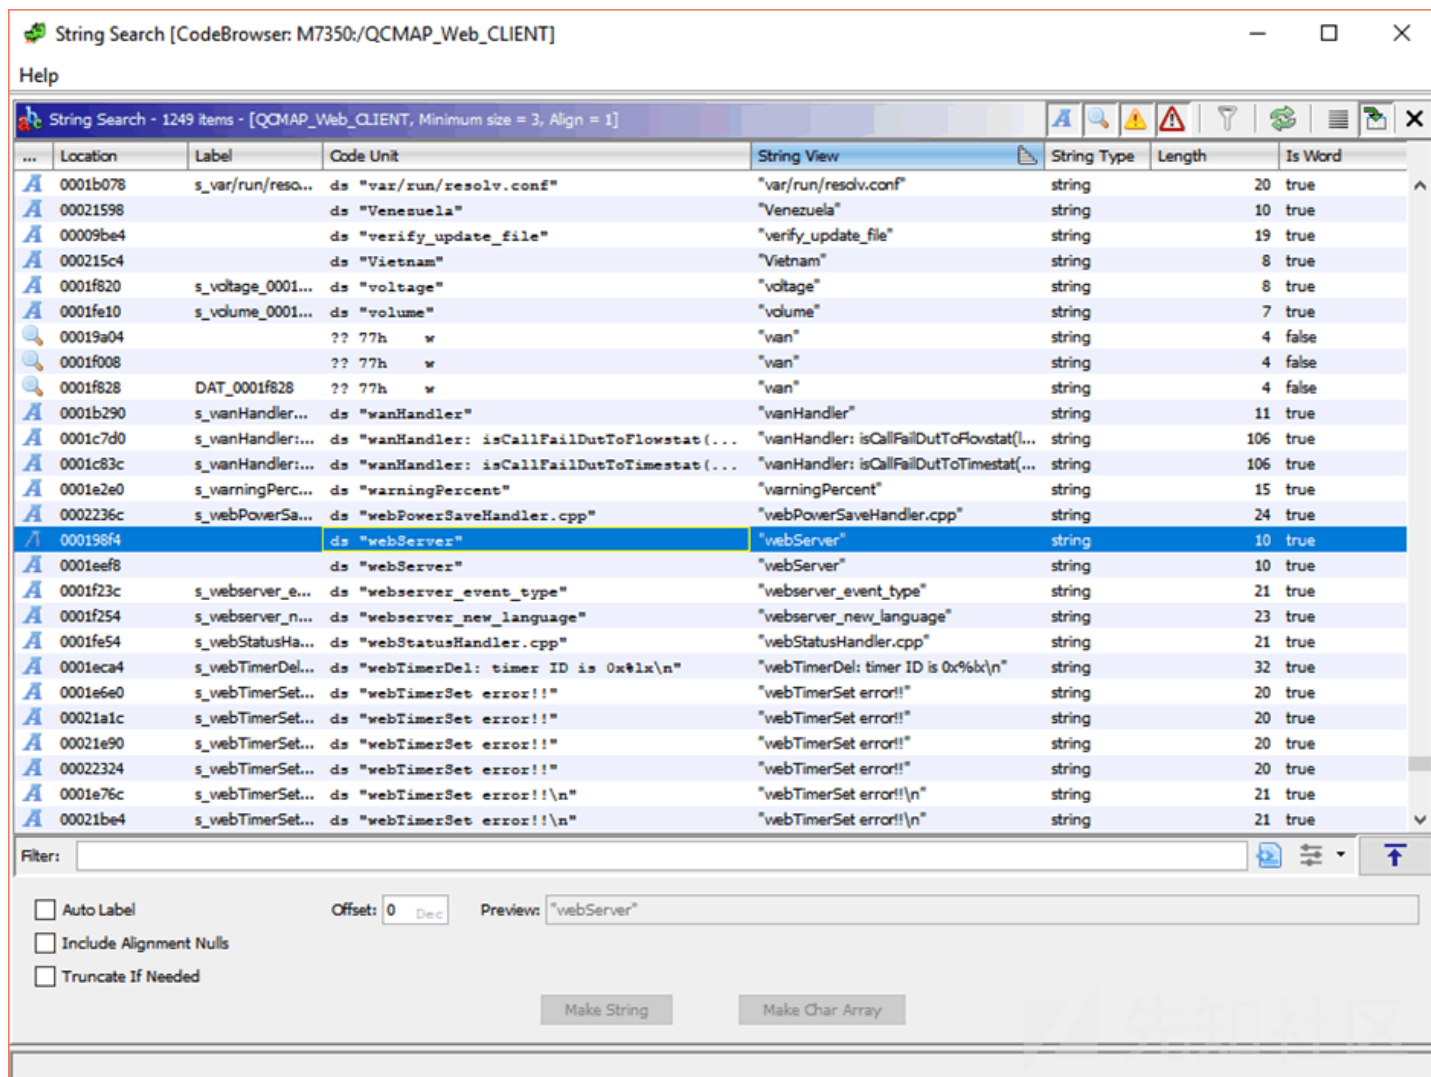 String Search [CodeBrowser: M7350:/QCMAP_Web_CLIENT]
Help
String Search - 1249 items - [QCMAP_Web_CLIENT, Minimum size = 3, Align = 1]
... Location Label Code Unit String View String Type Length Is Word
0001b078 s_var/run/reso... ds "var/run/resolv.conf" "var/run/resolv.conf" string 20 true
00021598 ds "Venesuela" "Venezuela" string 10 true
00009be4 ds "verify_update_file" "verify_update_file" string 19 true
000215c4 ds "Vietnam" "Vietnam" string 8 true
0001f820 s_voltage_0001... ds "voltage" "voltage" string 8 true
0001fe10 s_volume_0001... ds "volume" "volume" string 7 true
00019a04 ?? 77h w "wan" string 4 false
0001f008 ?? 77h w "wan" string 4 false
0001f828 DAT_0001f828 ?? 77h w "wan" string 4 false
0001b290 s_wanHandler... ds "wanHandler" "wanHandler" string 11 true
0001c7d0 s_wanHandler:... ds "wanHandler: isCallFailDutToFlowstat(... "wanHandler: isCallFailDutToFlowstat(l... string 106 true
0001c83c s_wanHandler:... ds "wanHandler: isCallFailDutToTimestat(... "wanHandler: isCallFailDutToTimestat(... string 106 true
0001e2e0 s_warningPerc... ds "warningPercent" "warningPercent" string 15 true
0002236c s_webPowerSa... ds "webPowerSaveHandler.cpp" "webPowerSaveHandler.cpp" string 24 true
000198f4 ds "webServer" "webServer" string 10 true
0001eef8 ds "webServer" "webServer" string 10 true
0001f23c s_webserver_e... ds "webserver_event_type" "webserver_event_type" string 21 true
0001f254 s_webserver_n... ds "webserver_new_language" "webserver_new_language" string 23 true
0001fe54 s_webStatusHa... ds "webStatusHandler.cpp" "webStatusHandler.cpp" string 21 true
0001eca4 s_webTimerDel... ds "webTimerDel: timer ID is 0x%lx\n" "webTimerDel: timer ID is 0x%lx\n" string 32 true
0001e6e0 s_webTimerSet... ds "webTimerSet error!!" "webTimerSet error!!" string 20 true
00021a1c s_webTimerSet... ds "webTimerSet error!!" "webTimerSet error!!" string 20 true
00021e90 s_webTimerSet... ds "webTimerSet error!!" "webTimerSet error!!" string 20 true
00022324 s_webTimerSet... ds "webTimerSet error!!" "webTimerSet error!!" string 20 true
0001e76c s_webTimerSet... ds "webTimerSet error!!\n" "webTimerSet error!!\n" string 21 true
00021be4 s_webTimerSet... ds "webTimerSet error!!\n" "webTimerSet error!!\n" string 21 true
Filter:
Auto Label Offset: 0 Dec Preview: "webServer"
Include Alignment Nulls
Truncate If Needed
Make String Make Char Array
先知社区